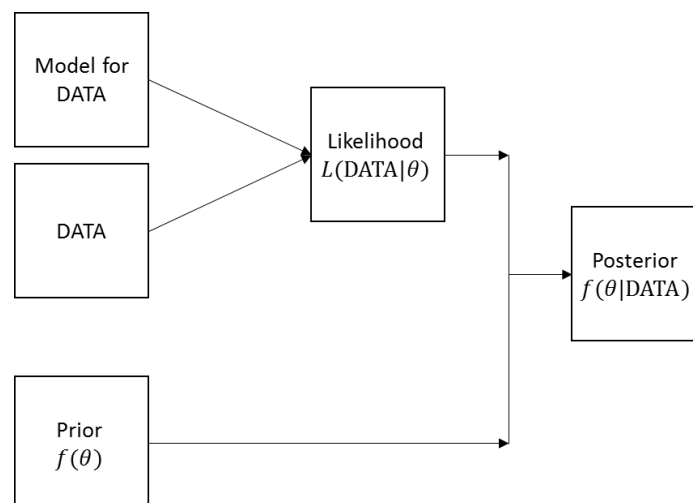 Model for
DATA
DATA
Likelihood
L(DATA|θ)
Posterior
f(θ|DATA)
Prior
f(θ)